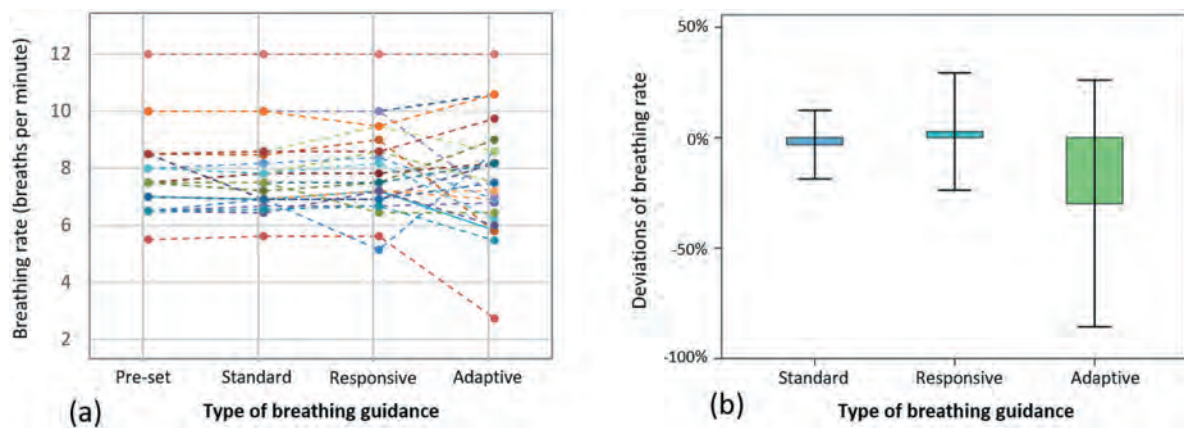 Breathing rate (breaths per minute)
12
10
8
6
4
2
Pre-set Standard Responsive Adaptive
Type of breathing guidance
(a)
Deviations of breathing rate
50%
0%
-50%
-100%
Standard Responsive Adaptive
Type of breathing guidance
(b)